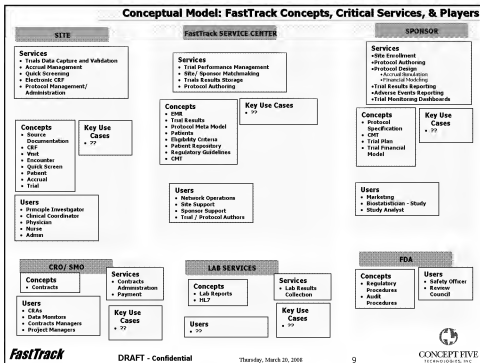 Conceptual Model: FastTrack Concepts, Critical Services, & Players
SITE
Services
• Trials Data Capture and Validation
• Accrual Management
• Quick Screening
• Electronic CRF
• Protocol Management/
Administration
Concepts
• Source
Documentation
• CRF
• Visit
• Encounter
• Quick Screen
• Patient
• Accrual
• Trial
Key Use
Cases
• ??
Users
• Principle Investigator
• Clinical Coordinator
• Physician
• Nurse
• Admin
FastTrack SERVICE CENTER
Services
• Trial Performance Management
• Site/ Sponsor Matchmaking
• Trials Results Storage
• Protocol Authoring
Concepts
• EMR
• Trial Results
• Protocol Meta Model
• Patients
• Eligibility Criteria
• Patient Repository
• Regulatory Guidelines
• CMT
Key Use Cases
• ??
Users
• Network Operations
• Site Support
• Sponsor Support
• Trial / Protocol Authors
SPONSOR
Services
•Site Enrollment
•Protocol Authoring
•Protocol Design
•Accrual Simulation
•Financial Modeling
•Trial Results Reporting
•Adverse Events Reporting
•Trial Monitoring Dashboards
Concepts
• Protocol
Specification
• CMT
• Trial Plan
• Trial Financial
Model
Key Use
Cases
• ??
Users
• Marketing
• Biostatistician - Study
• Study Analyst
CRO/ SMO
Concepts
• Contracts
Services
• Contracts
Administration
• Payment
Users
• CRAs
• Data Monitors
• Contracts Managers
• Project Managers
Key Use
Cases
• ??
LAB SERVICES
Concepts
• Lab Reports
• HL7
Services
• Lab Results
Collection
Users
• ??
Key Use
Cases
• ??
FDA
Concepts
• Regulatory
Procedures
• Audit
Procedures
Users
• Safety Officer
• Review
Council
FastTrack
DRAFT - Confidential
Thursday, March 20, 2008
9
CONCEPT FIVE
TECHNOLOGIES, INC